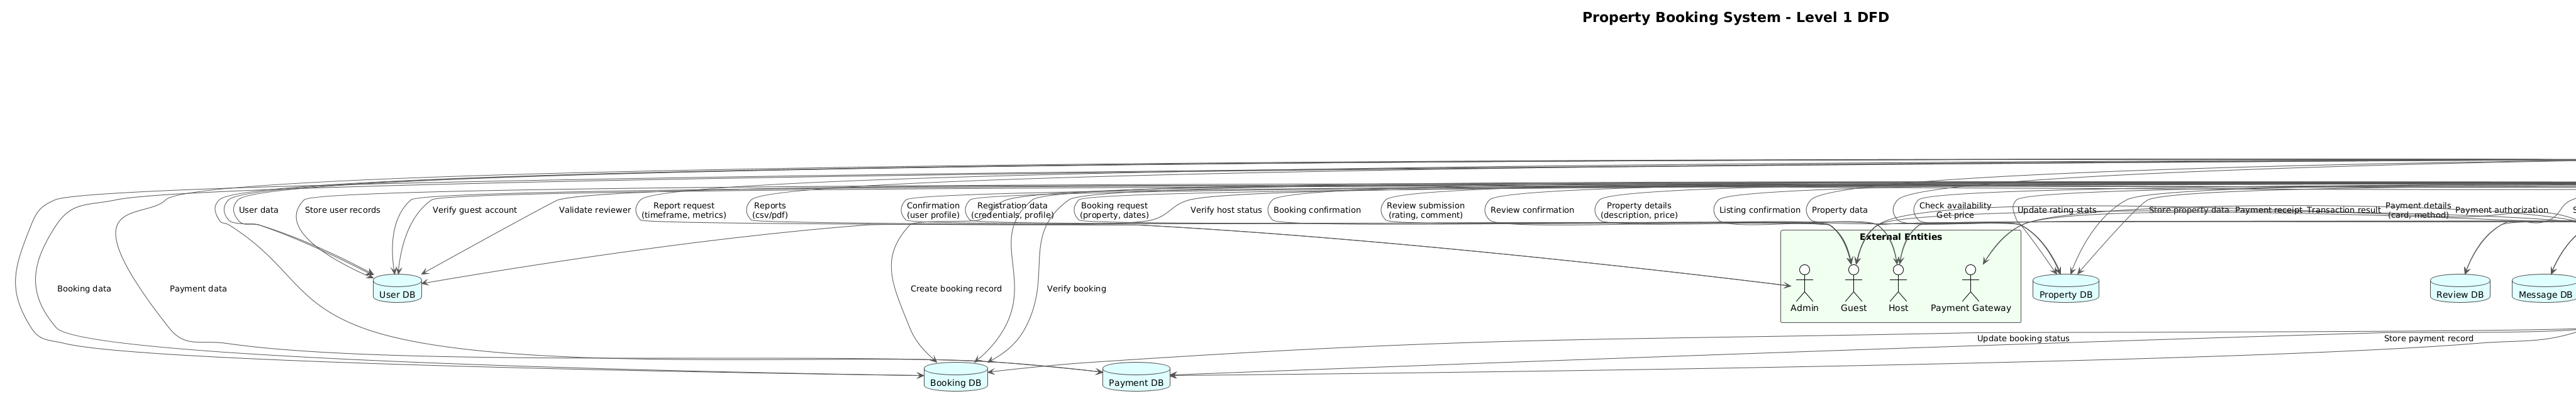 Property Booking System - Level 1 DFD
User data
Store user records
Verify guest account
Validate reviewer
Report request
(timeframe, metrics)
Reports
(csv/pdf)
Confirmation
(user profile)
Registration data
(credentials, profile)
Booking request
(property, dates)
Verify host status
Booking confirmation
Review submission
(rating, comment)
Review confirmation
Property details
(description, price)
Listing confirmation
Property data
Check availability
Get price
Update rating stats
Store property data
Payment receipt
Transaction result
Payment details
(card, method)
Payment authorization
S
External Entities
Booking data
Payment data
User DB
Create booking record
Verify booking
Admin
Guest
Host
Payment Gateway
Property DB
Review DB
Message DB
Update booking status
Store payment record
Booking DB
Payment DB